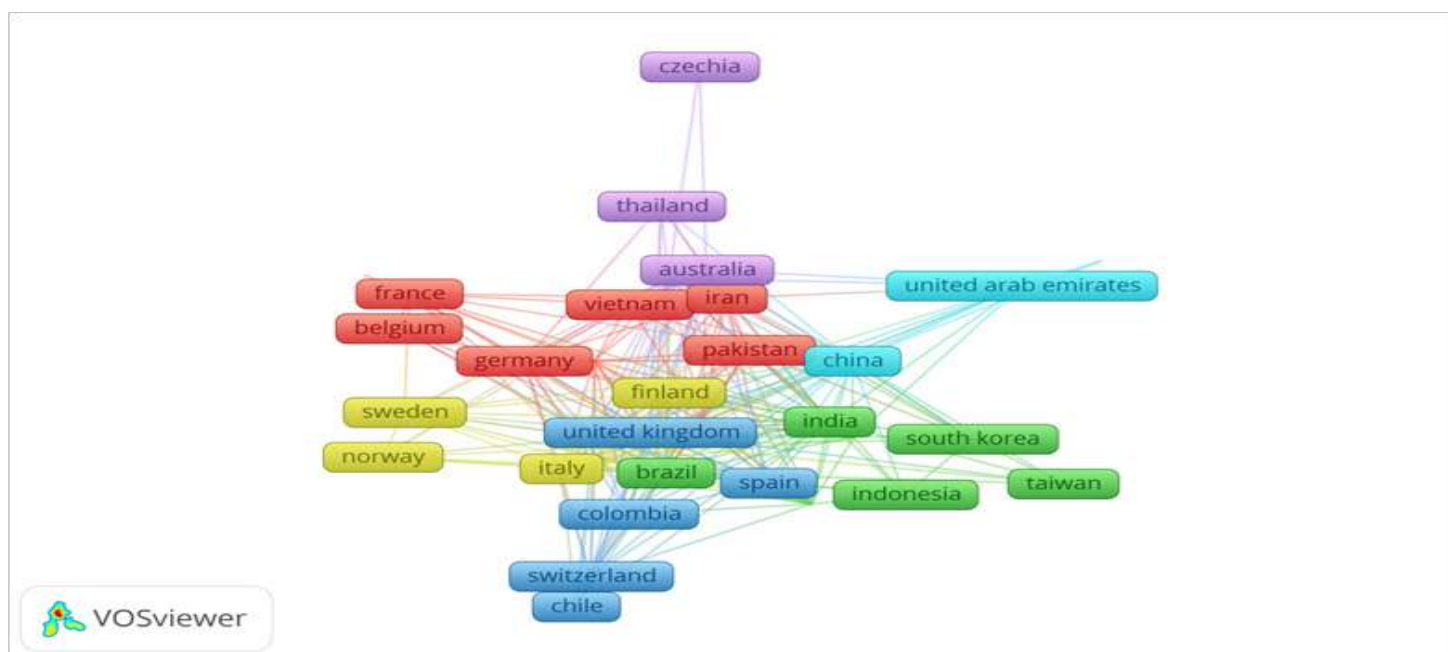 czechia
thailand
australia
united arab emirates
france
vietnam
iran
belgium
germany
pakistan
china
finland
sweden
india
united kingdom
south korea
norway
italy
brazil
spain
taiwan
indonesia
colombia
switzerland
chile
VOSviewer